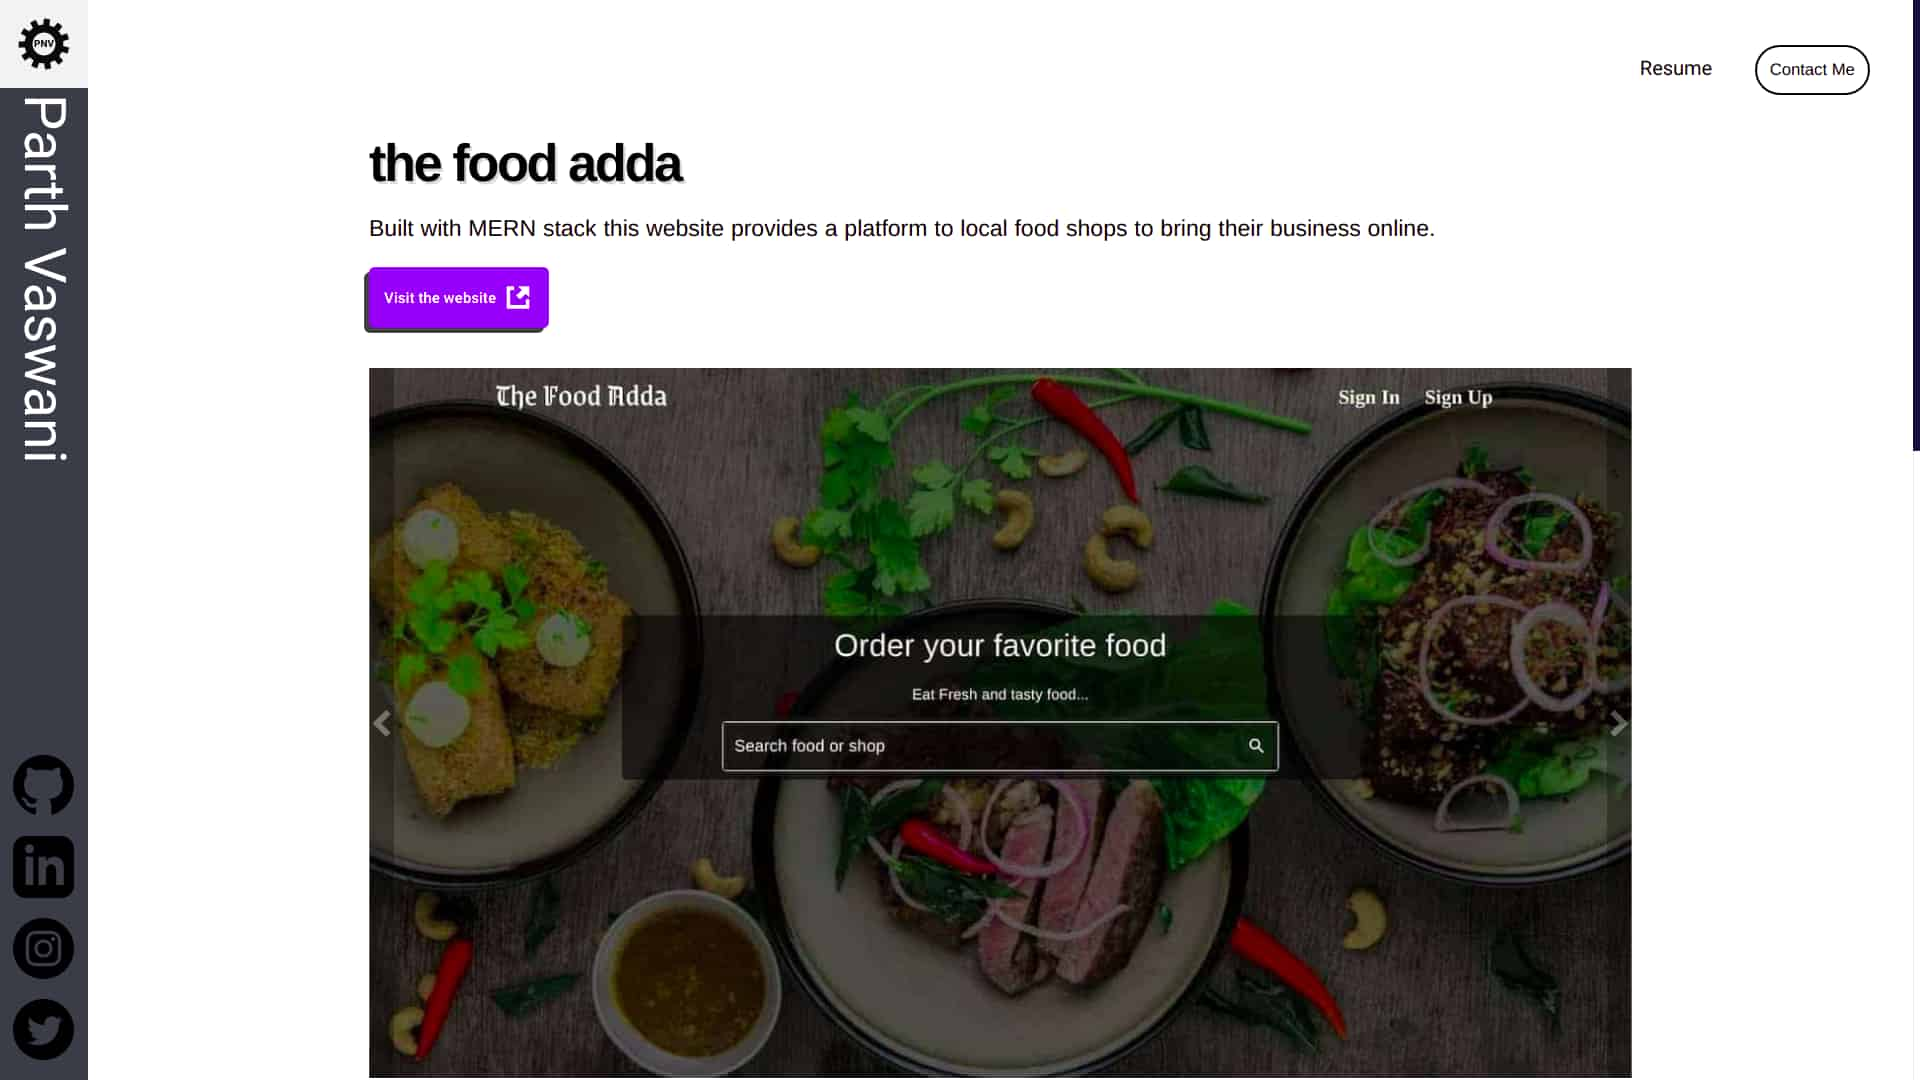 PNV
Parth Vaswani
Resume
Contact Me
the food adda
Built with MERN stack this website provides a platform to local food shops to bring their business online.
Visit the website
The Food Adda
Sign In
Sign Up
Order your favorite food
Eat Fresh and tasty food...
Search food or shop
in